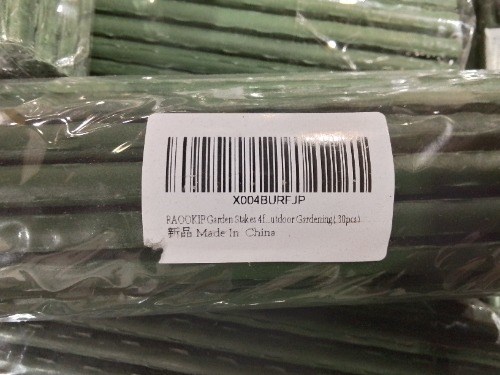 X004BURFJP
RAOOKIF Garden Stakes 4f...utdoor Gardening( 30pcs)
新品 Made In China